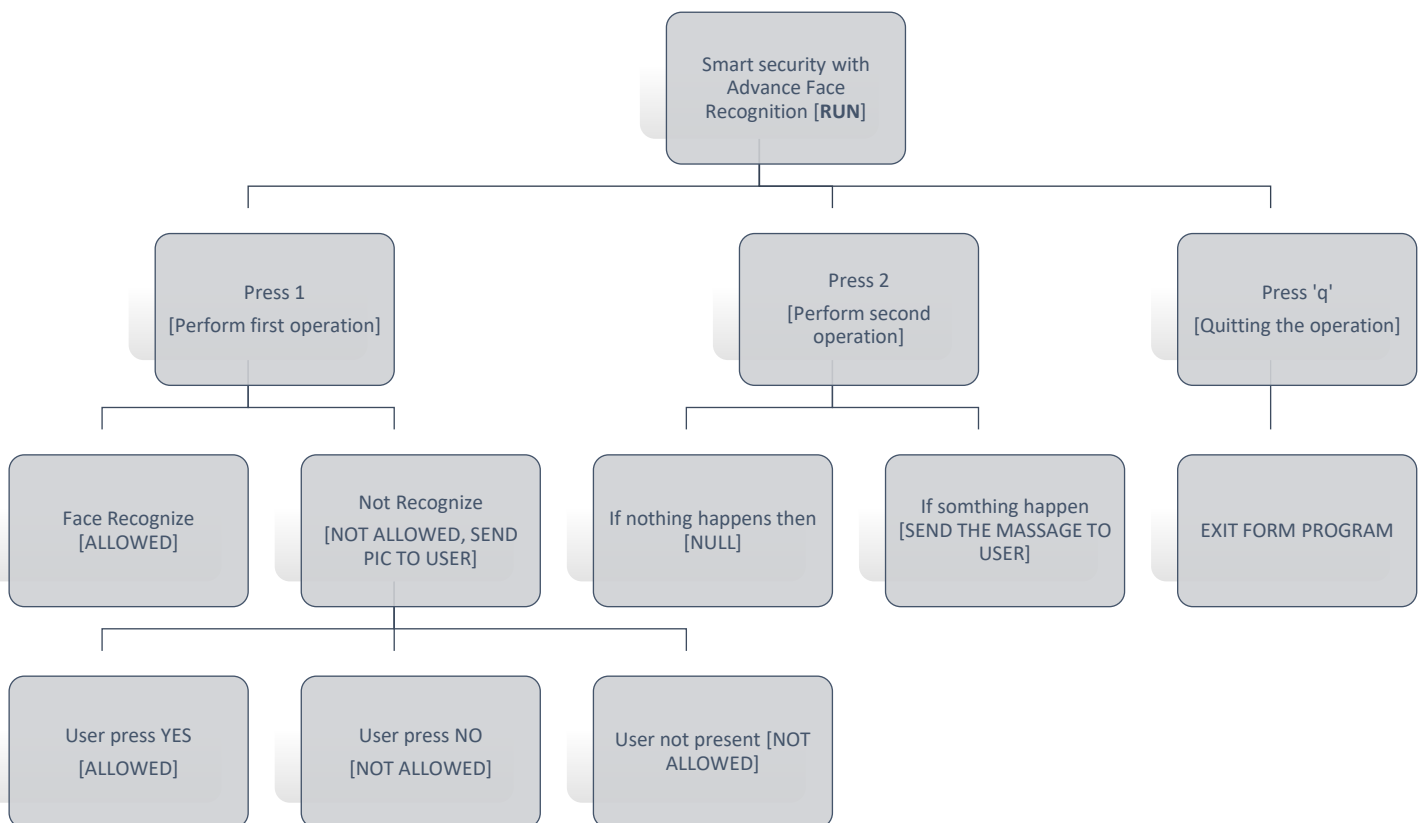 Smart security with
Advance Face
Recognition [RUN]
Press 1
[Perform first operation]
Press 2
[Perform second
operation]
Press 'q'
[Quitting the operation]
Face Recognize
[ALLOWED]
Not Recognize
[NOT ALLOWED, SEND
PIC TO USER]
If nothing happens then
[NULL]
If somthing happen
[SEND THE MASSAGE TO
USER]
EXIT FORM PROGRAM
User press YES
[ALLOWED]
User press NO
[NOT ALLOWED]
User not present [NOT
ALLOWED]